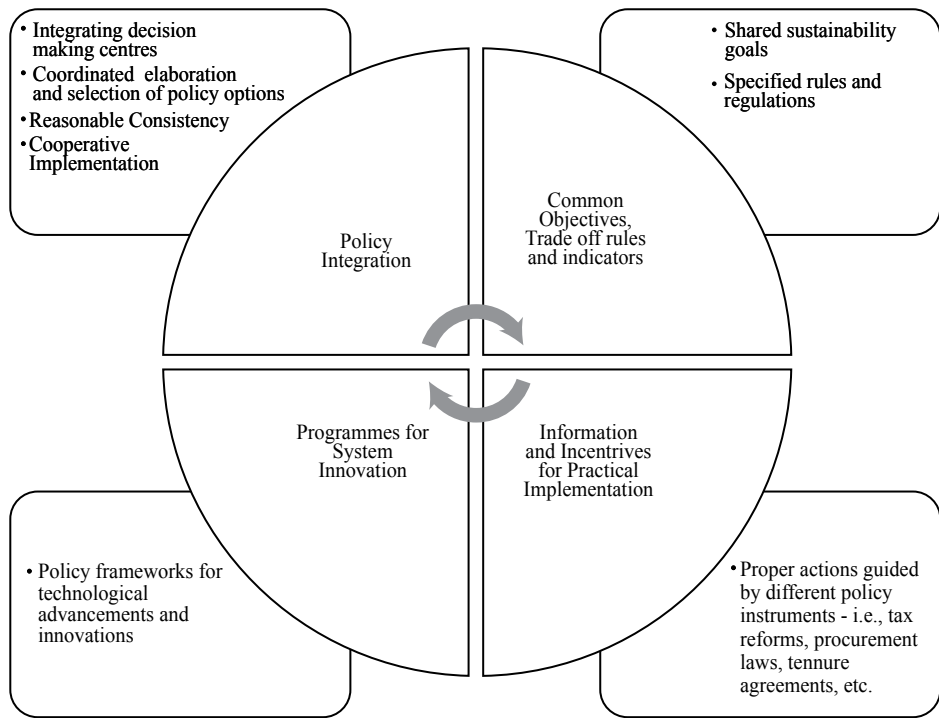 • Integrating decision
making centres
• Coordinated elaboration
and selection of policy options
• Reasonable Consistency
• Cooperative
Implementation
• Shared sustainability
goals
• Specified rules and
regulations
Policy
Integration
Common
Objectives,
Trade off rules
and indicators
Programmes for
System
Innovation
Information
and Incentrives
for Practical
Implementation
• Policy frameworks for
technological
advancements and
innovations
• Proper actions guided
by different policy
instruments - i.e., tax
reforms, procurement
laws, tennure
agreements, etc.